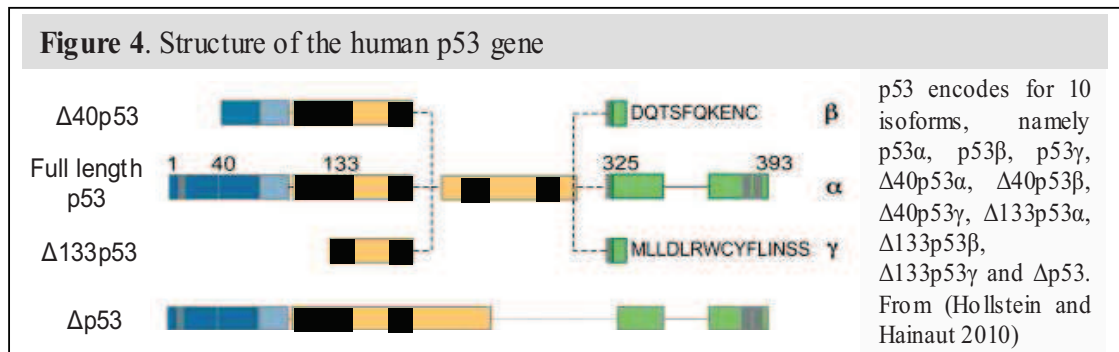 Figure 4. Structure of the human p53 gene
Δ40p53
DQTSFQKENC β
1 40 133 325 393
Full length
p53
α
Δ133p53
MLLDLRWCYFLINSS γ
Δp53
p53 encodes for 10
isoforms, namely
p53α, p53β, p53γ,
Δ40p53α, Δ40p53β,
Δ40p53γ, Δ133p53α,
Δ133p53β,
Δ133p53γ and Δp53.
From (Hollstein and
Hainaut 2010)